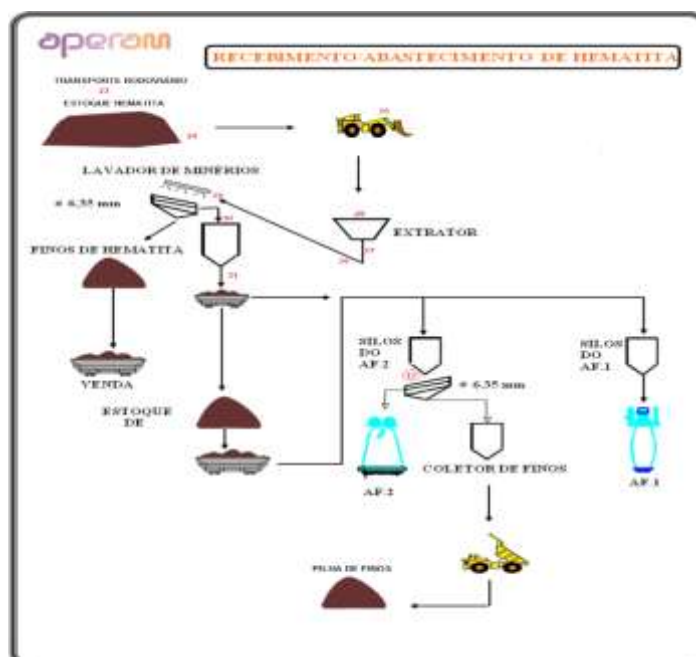 aperam
RECEBIMENTO/ABASTECIMENTO DE HEMATITA
TRANSPORTE RODOVIÁRIO
23
ESTOQUE HEMATITA
LAVADOR DE MINÉRIOS
6,35 mm
EXTRATOR
FINOS DE HEMATITA
31
SILOS
DO
AF.2
SILOS
DO
AF.1
6,35 mm
VENDA
ESTOQUE
DE
COLETOR DE FINOS
AF.2
AF.1
PILHA DE FINOS